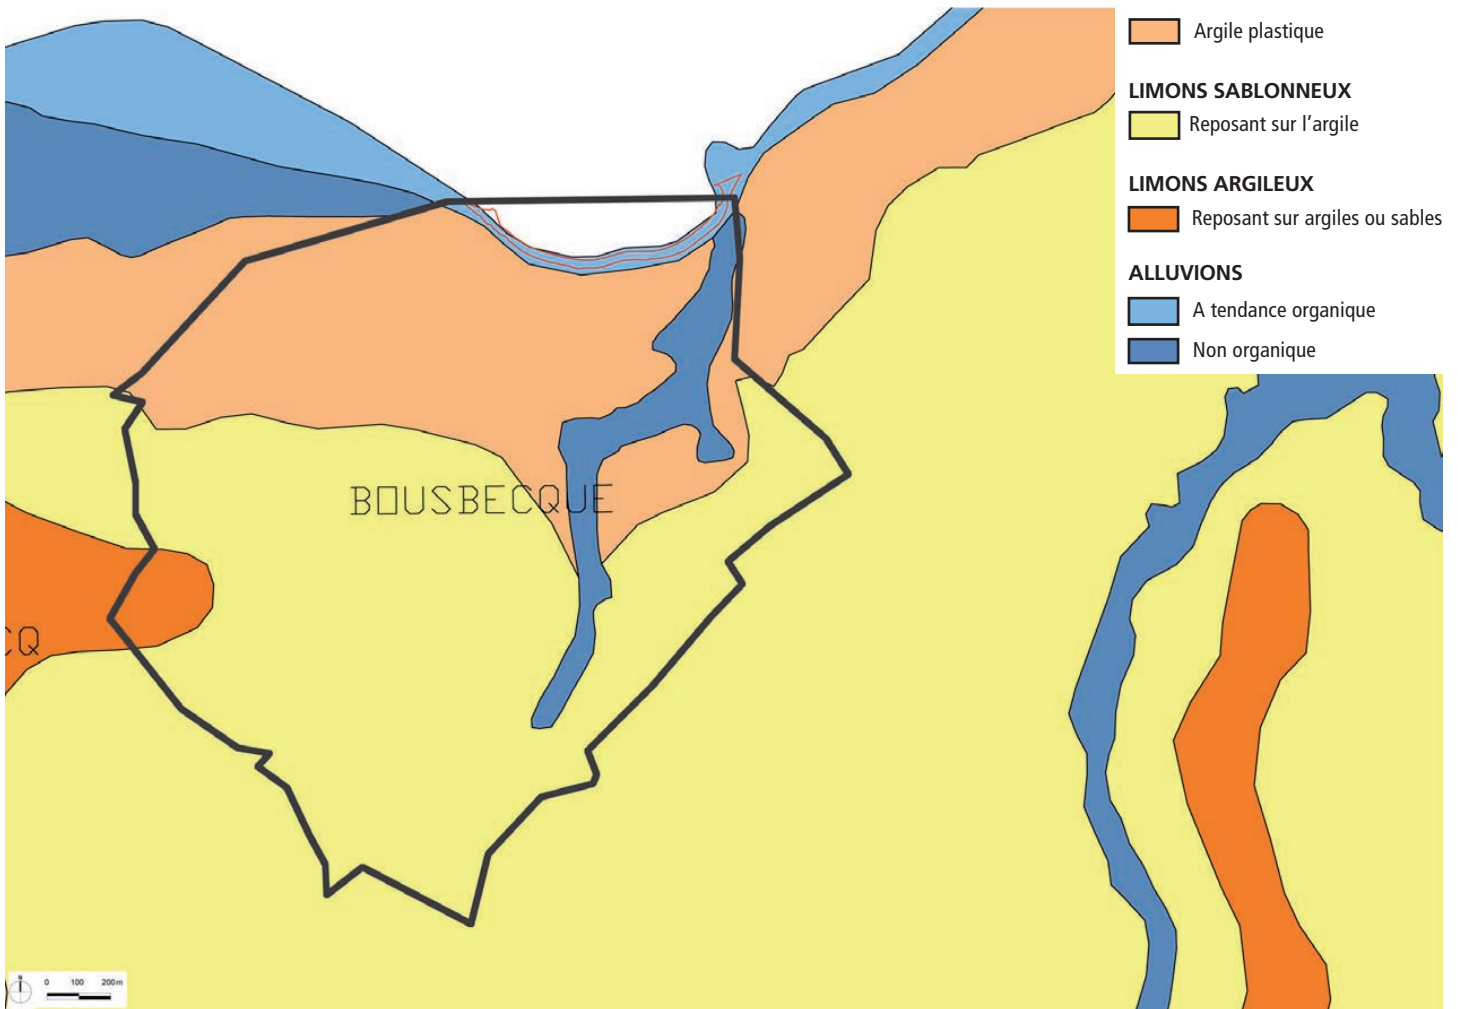 Argile plastique
LIMONS SABLONNEUX
Reposant sur l'argile
LIMONS ARGILEUX
Reposant sur argiles ou sables
ALLUVIONS
A tendance organique
Non organique
BOUSBECQUE
CQ
N
0 100 200m